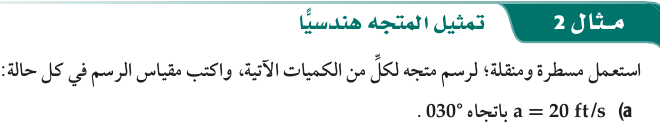 مثال 2 تمثيل المتجه هندسيًّا
استعمل مسطرة ومنقلة؛ لرسم متجه لكلٍّ من الكميات الآتية، واكتب مقياس الرسم في كل حالة:
(a a = 20 ft/s باتجاه 030° .